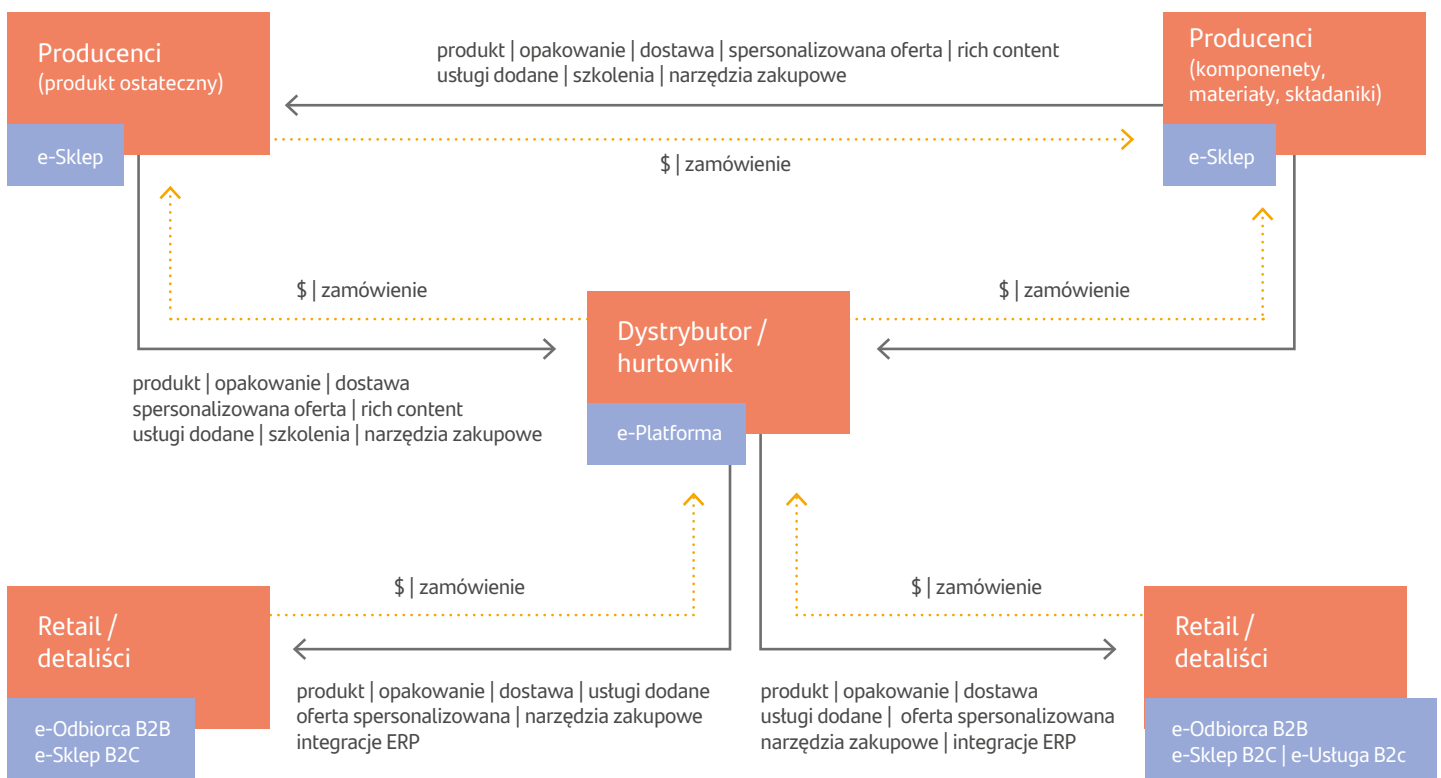 Producenci
(produkt ostateczny)
e-Sklep
produkt | opakowanie | dostawa | spersonalizowana oferta | rich content
usługi dodane | szkolenia | narzędzia zakupowe
$ | zamówienie
Producenci
(komponenety,
materiały, składaniki)
e-Sklep
$ | zamówienie
$ | zamówienie
Dystrybutor /
hurtownik
e-Platforma
produkt | opakowanie | dostawa
spersonalizowana oferta | rich content
usługi dodane | szkolenia | narzędzia zakupowe
$ | zamówienie
$ | zamówienie
Retail /
detaliści
e-Odbiorca B2B
e-Sklep B2C
produkt | opakowanie | dostawa | usługi dodane
oferta spersonalizowana | narzędzia zakupowe
integracje ERP
produkt | opakowanie | dostawa
usługi dodane | oferta spersonalizowana
narzędzia zakupowe | integracje ERP
Retail /
detaliści
e-Odbiorca B2B
e-Sklep B2C | e-Usługa B2c